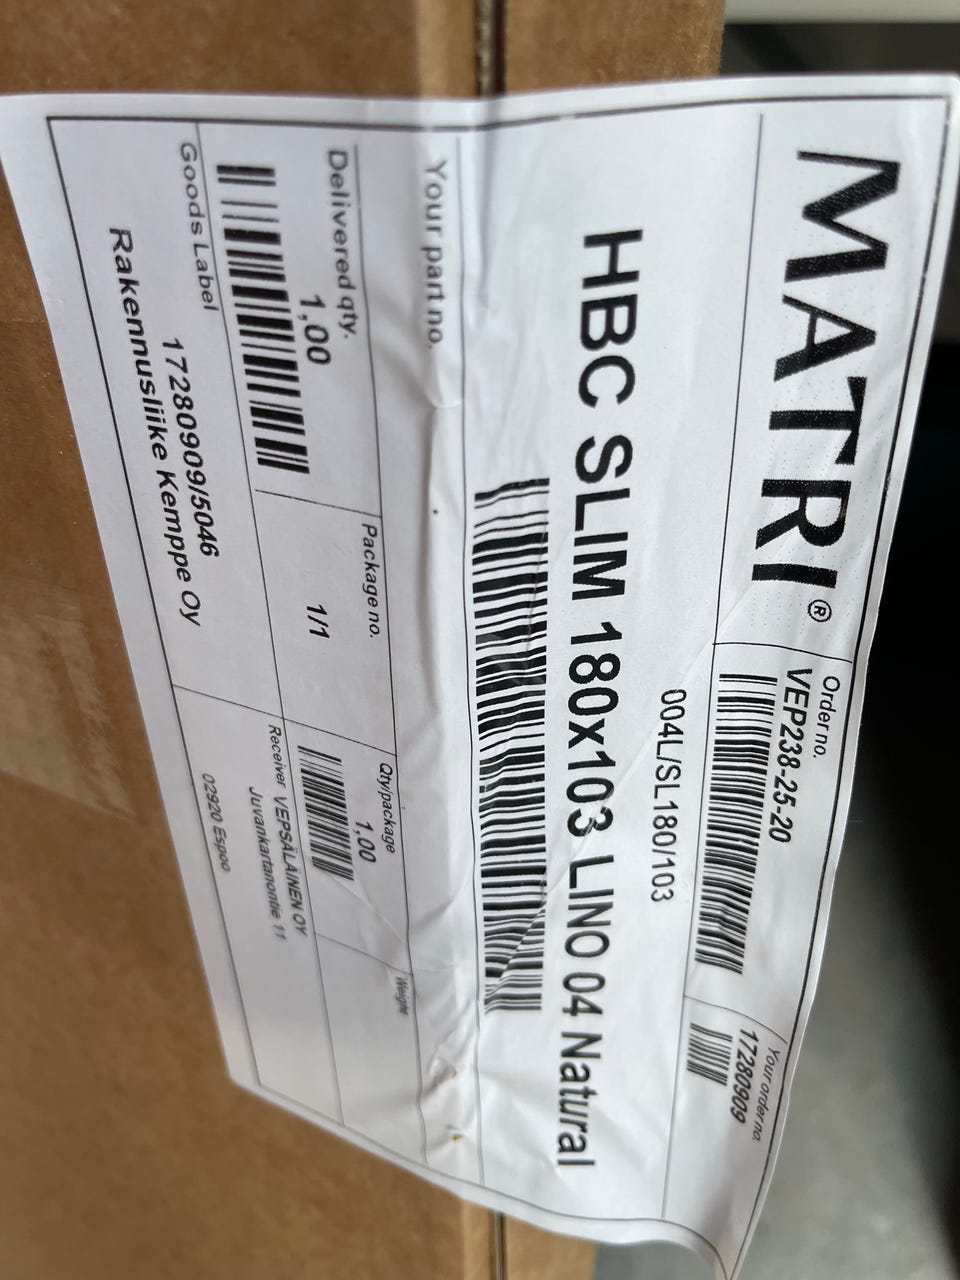 MATRI®
Order no.
VEP238-25-20
Your order no.
17280909
004L/SL180/103
HBC SLIM 180x103 LINO 04 Natural
Your part no.
Delivered qty.
1,00
Package no.
1/1
Qty/package
1,00
Weight
Goods Label
17280909/5046
Rakennusliike Kemppe Oy
Receiver VEPSÄLÄINEN OY
Juvankartanontie 11
02920 Espoo